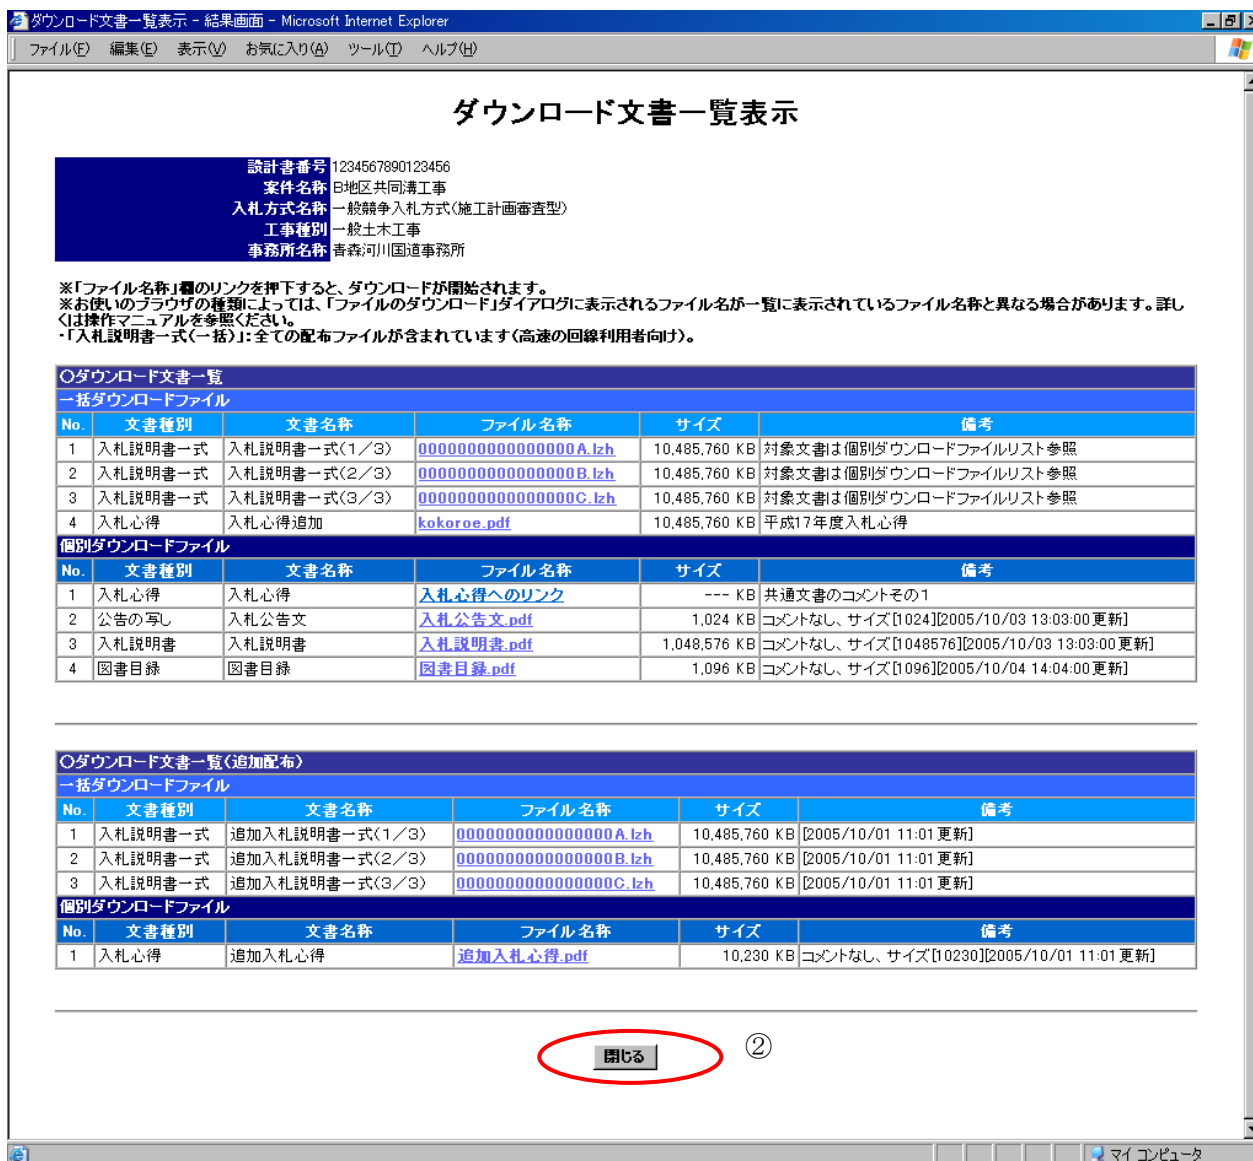 ダウンロード文書一覧表示 - 結果画面 - Microsoft Internet Explorer
ファイル(F) 編集(E) 表示(V) お気に入り(A) ツール(T) ヘルプ(H)
ダウンロード文書一覧表示
設計書番号 1234567890123456
案件名称 B地区共同溝工事
入札方式名称 一般競争入札方式(施工計画審査型)
工事種別 一般土木工事
事務所名称 青森河川国道事務所
※「ファイル名称」欄のリンクを押下すると、ダウンロードが開始されます。
※お使いのブラウザの種類によっては、「ファイルのダウンロード」ダイアログに表示されるファイル名が一覧に表示されているファイル名称と異なる場合があります。詳し
くは操作マニュアルを参照ください。
・「入札説明書一式(一括)」:全ての配布ファイルが含まれています(高速の回線利用者向け)。
○ダウンロード文書一覧
一括ダウンロードファイル
No. 文書種別 文書名称 ファイル名称 サイズ 備考
1 入札説明書一式 入札説明書一式(1/3) 0000000000000000A.lzh 10,485,760 KB 対象文書は個別ダウンロードファイルリスト参照
2 入札説明書一式 入札説明書一式(2/3) 0000000000000000B.lzh 10,485,760 KB 対象文書は個別ダウンロードファイルリスト参照
3 入札説明書一式 入札説明書一式(3/3) 0000000000000000C.lzh 10,485,760 KB 対象文書は個別ダウンロードファイルリスト参照
4 入札心得 入札心得追加 kokoroe.pdf 10,485,760 KB 平成17年度入札心得
個別ダウンロードファイル
No. 文書種別 文書名称 ファイル名称 サイズ 備考
1 入札心得 入札心得 入札心得へのリンク --- KB 共通文書のコメントその1
2 公告の写し 入札公告文 入札公告文.pdf 1,024 KB コメントなし、サイズ[1024][2005/10/03 13:03:00更新]
3 入札説明書 入札説明書 入札説明書.pdf 1,048,576 KB コメントなし、サイズ[1048576][2005/10/03 13:03:00更新]
4 図書目録 図書目録 図書目録.pdf 1,096 KB コメントなし、サイズ[1096][2005/10/04 14:04:00更新]
○ダウンロード文書一覧(追加配布)
一括ダウンロードファイル
No. 文書種別 文書名称 ファイル名称 サイズ 備考
1 入札説明書一式 追加入札説明書一式(1/3) 0000000000000000A.lzh 10,485,760 KB [2005/10/01 11:01更新]
2 入札説明書一式 追加入札説明書一式(2/3) 0000000000000000B.lzh 10,485,760 KB [2005/10/01 11:01更新]
3 入札説明書一式 追加入札説明書一式(3/3) 0000000000000000C.lzh 10,485,760 KB [2005/10/01 11:01更新]
個別ダウンロードファイル
No. 文書種別 文書名称 ファイル名称 サイズ 備考
1 入札心得 追加入札心得 追加入札心得.pdf 10,230 KB コメントなし、サイズ[10230][2005/10/01 11:01更新]
閉じる ②
マイ コンピュータ